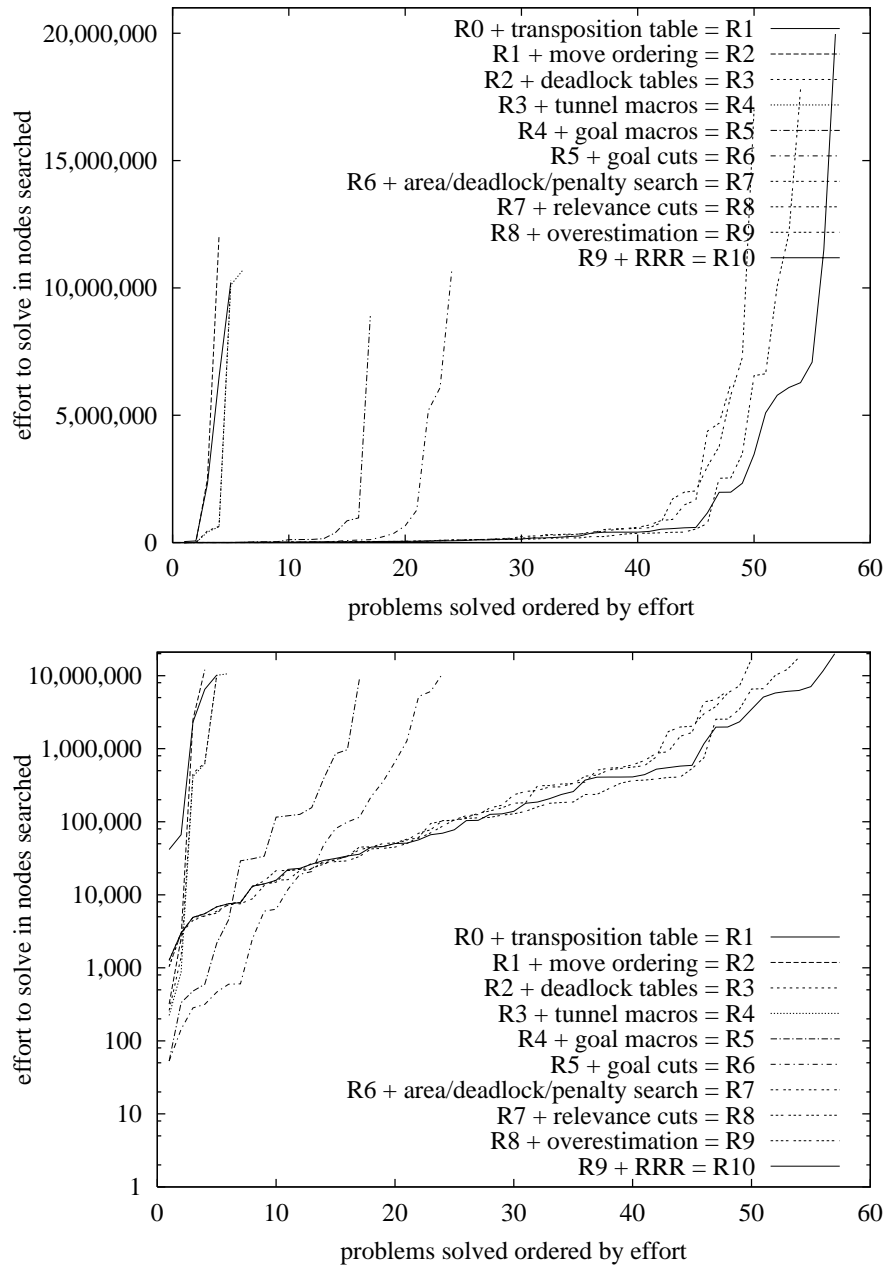 20,000,000
15,000,000
10,000,000
5,000,000
0
effort to solve in nodes searched
R0 + transposition table = R1
R1 + move ordering = R2
R2 + deadlock tables = R3
R3 + tunnel macros = R4
R4 + goal macros = R5
R5 + goal cuts = R6
R6 + area/deadlock/penalty search = R7
R7 + relevance cuts = R8
R8 + overestimation = R9
R9 + RRR = R10
0 10 20 30 40 50 60
problems solved ordered by effort
10,000,000
1,000,000
100,000
10,000
1,000
100
10
1
effort to solve in nodes searched
R0 + transposition table = R1
R1 + move ordering = R2
R2 + deadlock tables = R3
R3 + tunnel macros = R4
R4 + goal macros = R5
R5 + goal cuts = R6
R6 + area/deadlock/penalty search = R7
R7 + relevance cuts = R8
R8 + overestimation = R9
R9 + RRR = R10
0 10 20 30 40 50 60
problems solved ordered by effort